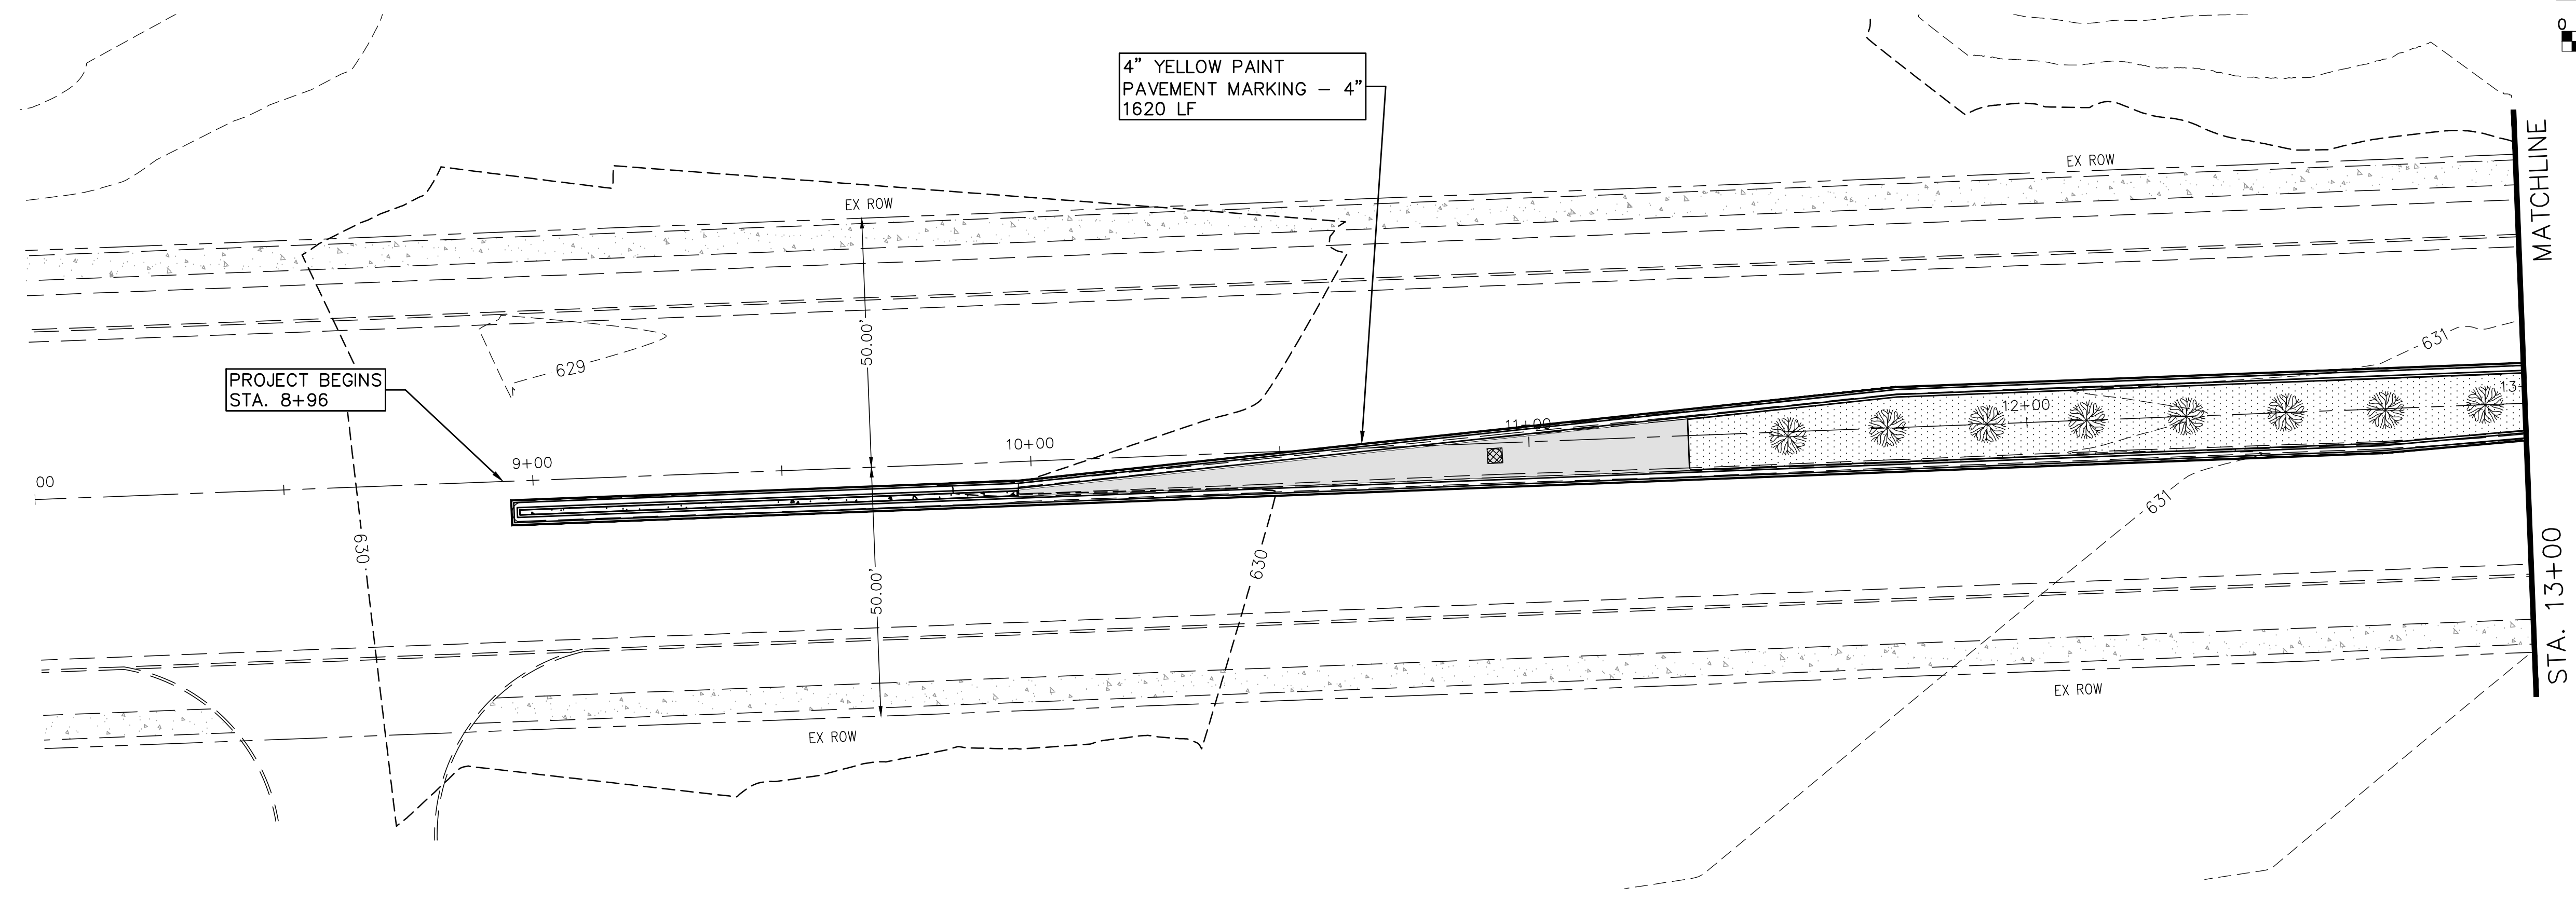 0
4” YELLOW PAINT
PAVEMENT MARKING – 4”
1620 LF
MATCHLINE
EX ROW
EX ROW
50.00'
631
629
PROJECT BEGINS
STA. 8+96
13+
12+00
11+00
10+00
9+00
00
631
630
630
50.00'
STA. 13+00
EX ROW
EX ROW